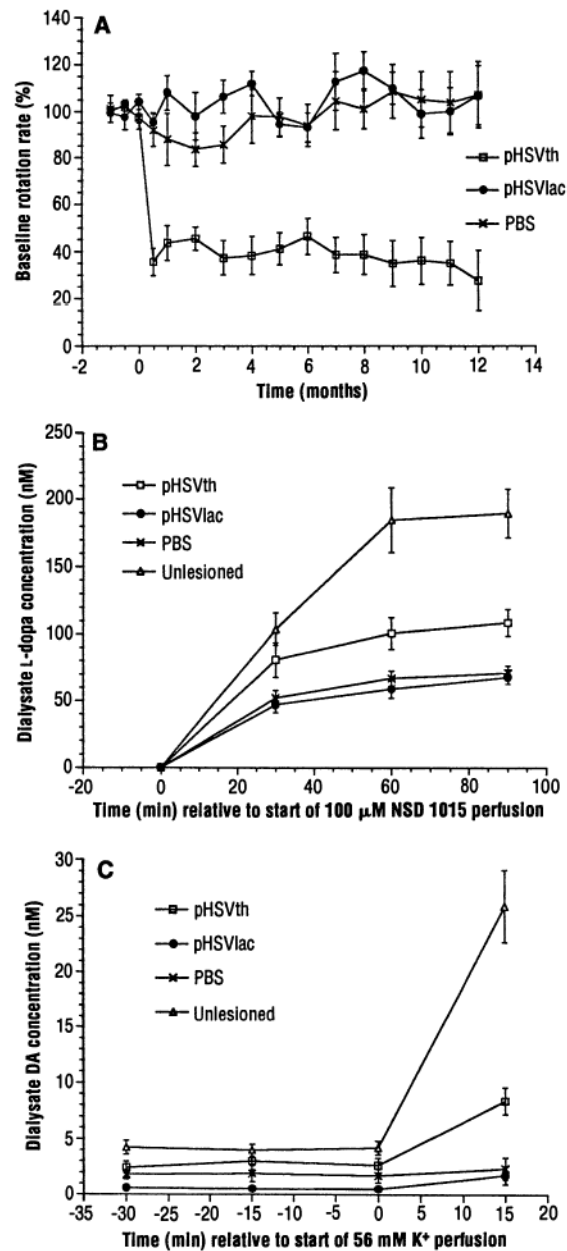 A
Baseline rotation rate (%)
140
120
100
80
60
40
20
0
-2
0
2
4
6
8
10
12
14
Time (months)
pHSVth
pHSVlac
PBS
B
Dialysate L-dopa concentration (nM)
250
200
150
100
50
0
-20
0
20
40
60
80
100
Time (min) relative to start of 100 µM NSD 1015 perfusion
pHSVth
pHSVlac
PBS
Unlesioned
C
Dialysate DA concentration (nM)
30
25
20
15
10
5
0
-35
-30
-25
-20
-15
-10
-5
0
5
10
15
20
Time (min) relative to start of 56 mM K⁺ perfusion
pHSVth
pHSVlac
PBS
Unlesioned